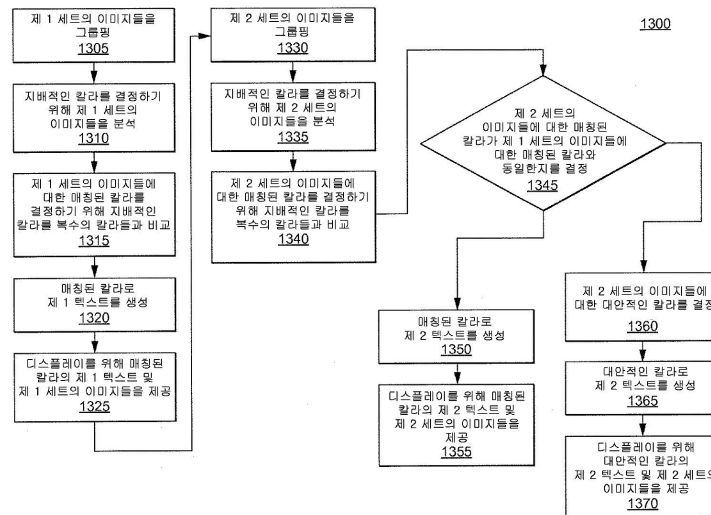 1300
제 1 세트의 이미지들을
그룹핑
1305
지배적인 칼라를 결정하기
위해 제 1 세트의
이미지들을 분석
1310
제 1 세트의 이미지들에
대한 매칭된 칼라를
결정하기 위해 지배적인
칼라를 복수의 칼라들과 비교
1315
매칭된 칼라로
제 1 텍스트를 생성
1320
디스플레이를 위해 매칭된
칼라의 제 1 텍스트 및
제 1 세트의 이미지들을 제공
1325
제 2 세트의 이미지들을
그룹핑
1330
지배적인 칼라를 결정하기
위해 제 2 세트의
이미지들을 분석
1335
제 2 세트의 이미지들에
대한 매칭된 칼라를 결정하기
위해 지배적인 칼라를
복수의 칼라들과 비교
1340
제 2 세트의
이미지들에 대한 매칭된
칼라가 제 1 세트의 이미지들에
대한 매칭된 칼라와
동일한지를 결정
1345
매칭된 칼라로
제 2 텍스트를 생성
1350
디스플레이를 위해 매칭된
칼라의 제 2 텍스트 및
제 2 세트의 이미지들을
제공
1355
제 2 세트의 이미지들에
대한 대안적인 칼라를 결정
1360
대안적인 칼라로
제 2 텍스트를 생성
1365
디스플레이를 위해
대안적인 칼라의
제 2 텍스트 및 제 2 세트의
이미지들을 제공
1370